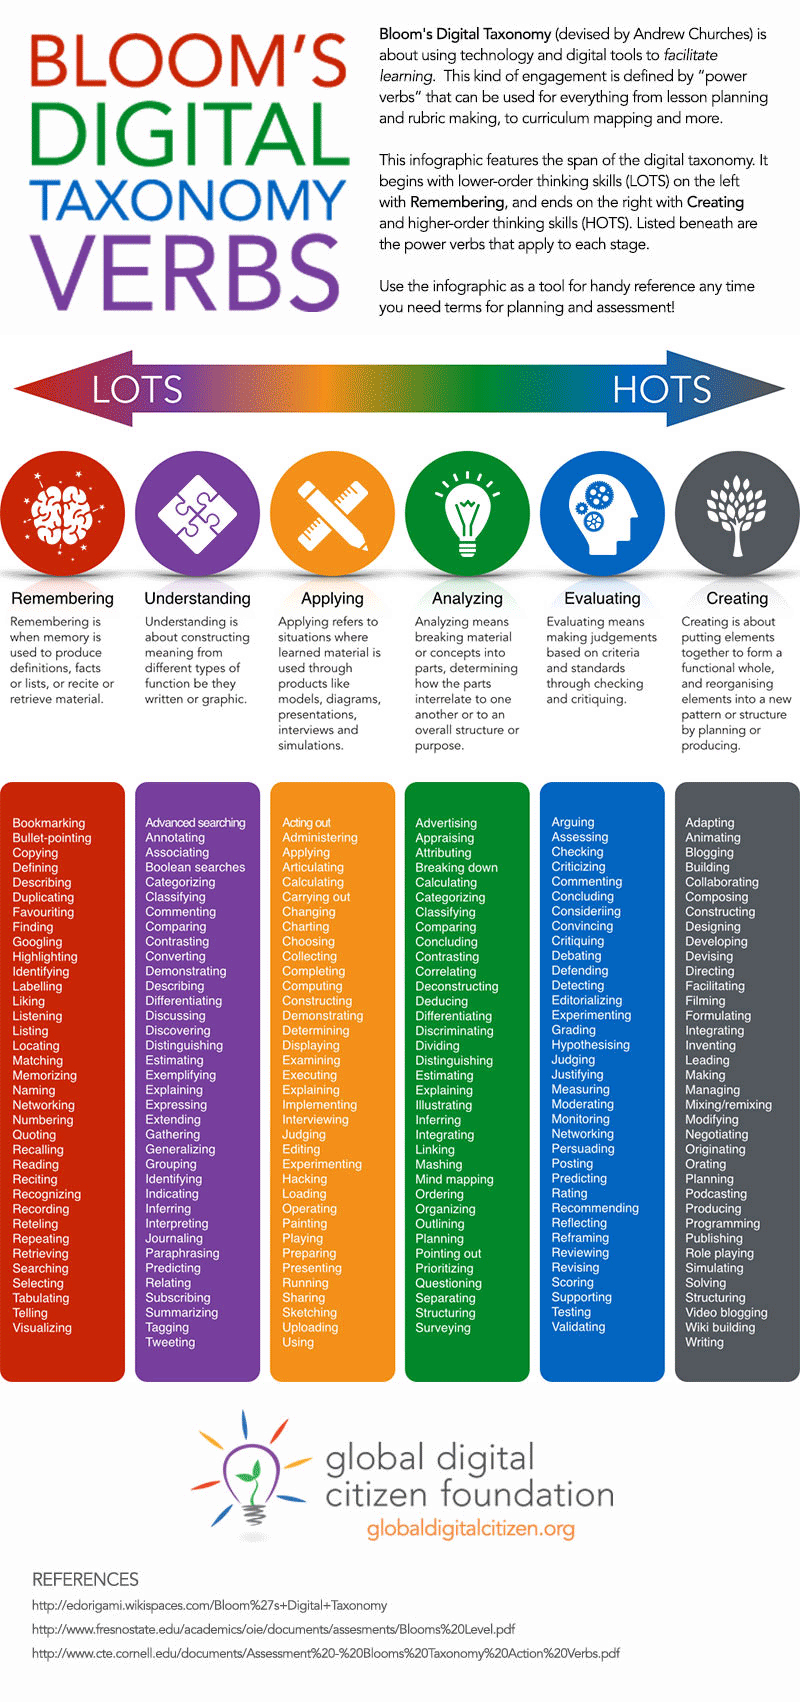 BLOOM'S
DIGITAL
TAXONOMY
VERBS
Bloom's Digital Taxonomy (devised by Andrew Churches) is
about using technology and digital tools to facilitate
learning. This kind of engagement is defined by “power
verbs” that can be used for everything from lesson planning
and rubric making, to curriculum mapping and more.
This infographic features the span of the digital taxonomy. It
begins with lower-order thinking skills (LOTS) on the left
with Remembering, and ends on the right with Creating
and higher-order thinking skills (HOTS). Listed beneath are
the power verbs that apply to each stage.
Use the infographic as a tool for handy reference any time
you need terms for planning and assessment!
LOTS
HOTS
Remembering
Remembering is
when memory is
used to produce
definitions, facts
or lists, or recite or
retrieve material.
Understanding
Understanding is
about constructing
meaning from
different types of
function be they
written or graphic.
Applying
Applying refers to
situations where
learned material is
used through
products like
models, diagrams,
presentations,
interviews and
simulations.
Analyzing
Analyzing means
breaking material
or concepts into
parts, determining
how the parts
interrelate to one
another or to an
overall structure or
purpose.
Evaluating
Evaluating means
making judgements
based on criteria
and standards
through checking
and critiquing.
Creating
Creating is about
putting elements
together to form a
functional whole,
and reorganising
elements into a new
pattern or structure
by planning or
producing.
Bookmarking
Bullet-pointing
Copying
Defining
Describing
Duplicating
Favouriting
Finding
Googling
Highlighting
Identifying
Labelling
Liking
Listening
Listing
Locating
Matching
Memorizing
Naming
Networking
Numbering
Quoting
Recalling
Reading
Reciting
Recognizing
Recording
Reteling
Repeating
Retrieving
Searching
Selecting
Tabulating
Telling
Visualizing
Advanced searching
Annotating
Associating
Boolean searches
Categorizing
Classifying
Commenting
Comparing
Contrasting
Converting
Demonstrating
Describing
Differentiating
Discussing
Discovering
Distinguishing
Estimating
Exemplifying
Explaining
Expressing
Extending
Gathering
Generalizing
Grouping
Identifying
Indicating
Inferring
Interpreting
Journaling
Paraphrasing
Predicting
Relating
Subscribing
Summarizing
Tagging
Tweeting
Acting out
Administering
Applying
Articulating
Calculating
Carrying out
Changing
Charting
Choosing
Collecting
Completing
Computing
Constructing
Demonstrating
Determining
Displaying
Examining
Executing
Explaining
Implementing
Interviewing
Judging
Editing
Experimenting
Hacking
Loading
Operating
Painting
Playing
Preparing
Presenting
Running
Sharing
Sketching
Uploading
Using
Advertising
Appraising
Attributing
Breaking down
Calculating
Categorizing
Classifying
Comparing
Concluding
Contrasting
Correlating
Deconstructing
Deducing
Differentiating
Discriminating
Dividing
Distinguishing
Estimating
Explaining
Illustrating
Inferring
Integrating
Linking
Mashing
Mind mapping
Ordering
Organizing
Outlining
Planning
Pointing out
Prioritizing
Questioning
Separating
Structuring
Surveying
Arguing
Assessing
Checking
Criticizing
Commenting
Concluding
Consideriing
Convincing
Critiquing
Debating
Defending
Detecting
Editorializing
Experimenting
Grading
Hypothesising
Judging
Justifying
Measuring
Moderating
Monitoring
Networking
Persuading
Posting
Predicting
Rating
Recommending
Reflecting
Reframing
Reviewing
Revising
Scoring
Supporting
Testing
Validating
Adapting
Animating
Blogging
Building
Collaborating
Composing
Constructing
Designing
Developing
Devising
Directing
Facilitating
Filming
Formulating
Integrating
Inventing
Leading
Making
Managing
Mixing/remixing
Modifying
Negotiating
Originating
Orating
Planning
Podcasting
Producing
Programming
Publishing
Role playing
Simulating
Solving
Structuring
Video blogging
Wiki building
Writing
global digital
citizen foundation
globaldigitalcitizen.org
REFERENCES
http://edorigami.wikispaces.com/Bloom%27s+Digital+Taxonomy
http://www.fresnostate.edu/academics/oie/documents/assesments/Blooms%20Level.pdf
http://www.cte.cornell.edu/documents/Assessment%20-%20Blooms%20Taxonomy%20Action%20Verbs.pdf